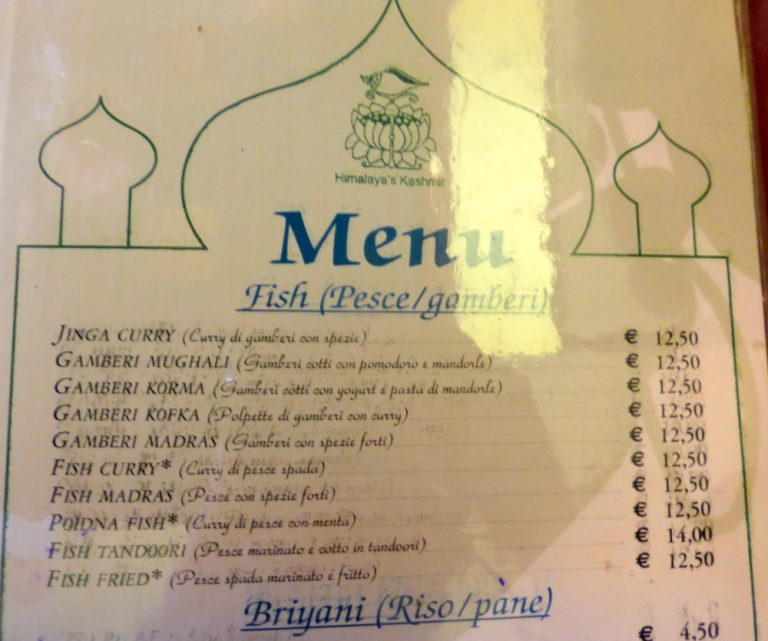 Himalaya's Kashmir
Menu
Fish (Pesce/gamberi)
JINGA CURRY (Curry di gamberi con spezie) € 12,50
GAMBERI MUGHALI (Gamberi cotti con pomodoro e mandorle) € 12,50
GAMBERI KORMA (Gamberi cotti con yogurt e pasta di mandorle) € 12,50
GAMBERI KOFKA (Polpette di gamberi con curry) € 12,50
GAMBERI MADRAS (Gamberi con spezie forti) € 12,50
FISH CURRY* (Curry di pesce spada) € 12,50
FISH MADRAS (Pesce con spezie forti) € 12,50
POIDNA FISH* (Curry di pesce con menta) € 12,50
FISH TANDOORI (Pesce marinato e cotto in tandoori) € 14,00
FISH FRIED* (Pesce spada marinato e fritto) € 12,50
Briyani (Riso/pane)
€ 4,50